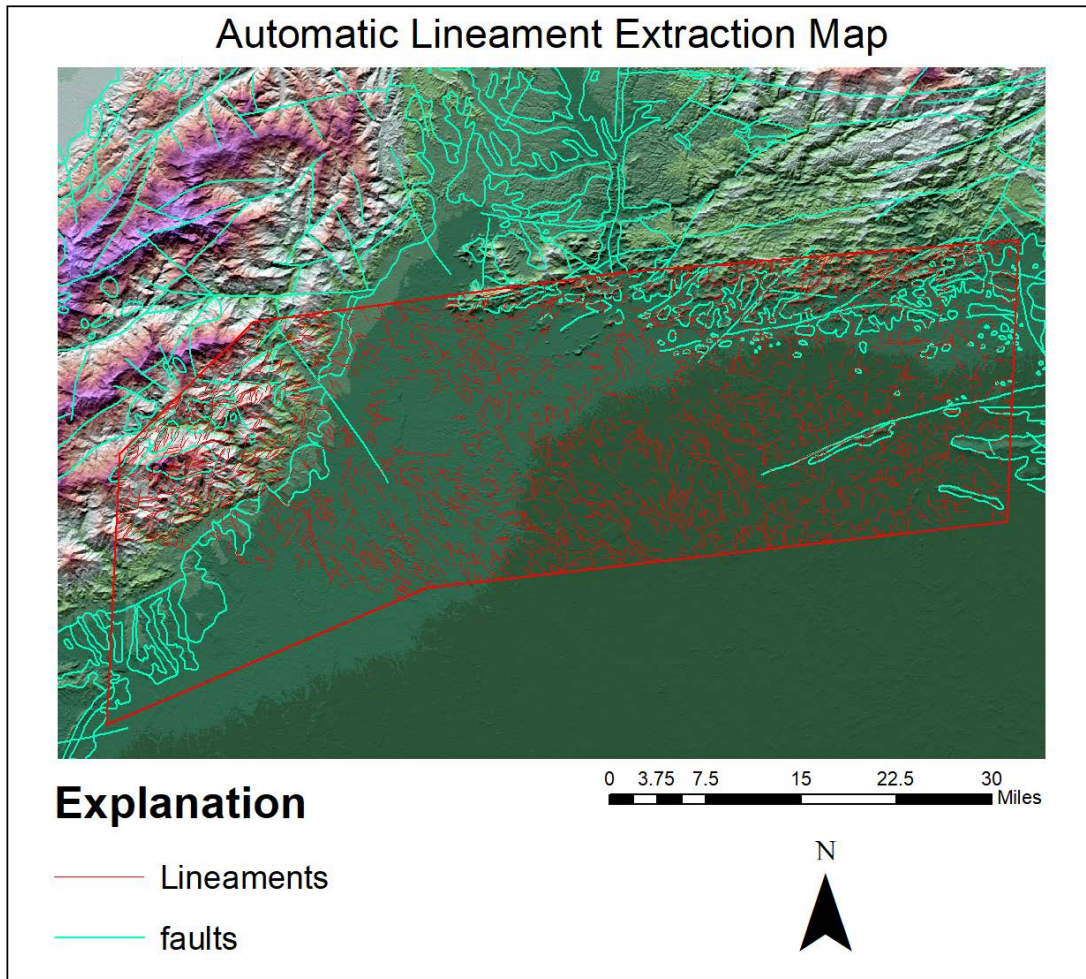 Automatic Lineament Extraction Map
Explanation
0 3.75 7.5 15 22.5 30
Miles
Lineaments
faults
N